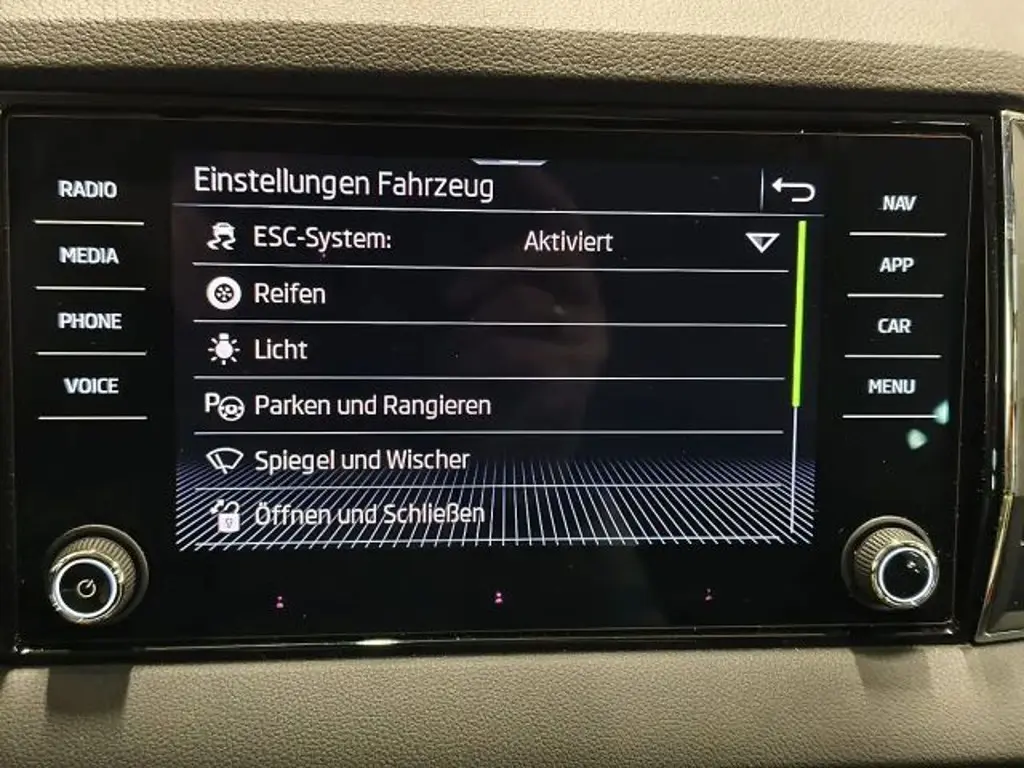 RADIO
MEDIA
PHONE
VOICE
Einstellungen Fahrzeug
ESC-System: Aktiviert
Reifen
Licht
P Parken und Rangieren
Spiegel und Wischer
Öffnen und Schließen
NAV
APP
CAR
MENU